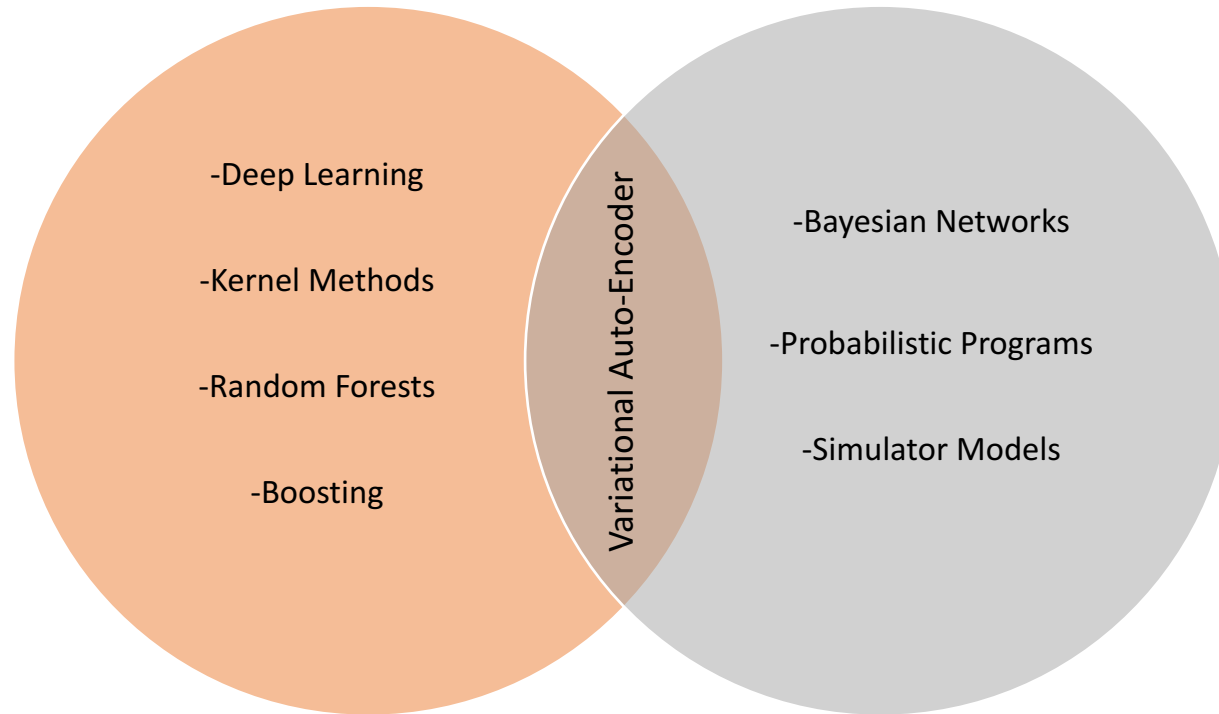 -Deep Learning
-Kernel Methods
-Random Forests
-Boosting
Variational Auto-Encoder
-Bayesian Networks
-Probabilistic Programs
-Simulator Models